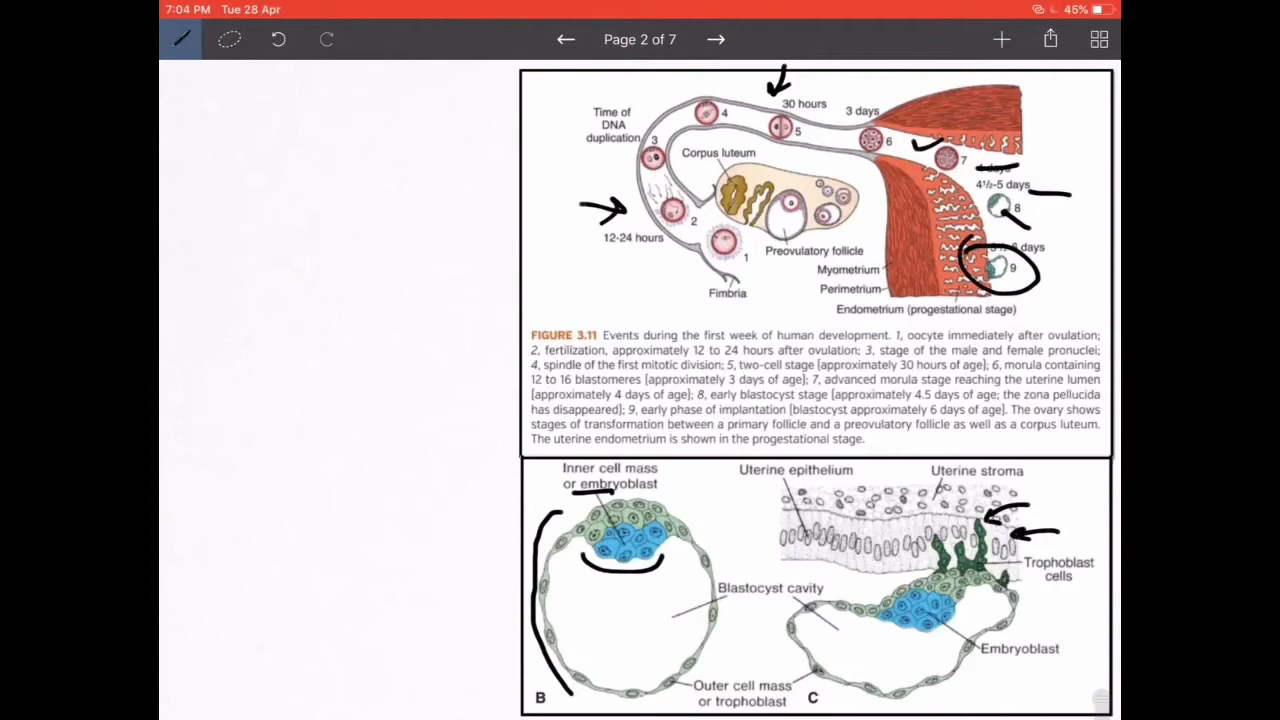 7:04 PM Tue 28 Apr
45%
Page 2 of 7
30 hours
Time of
DNA
duplication
3 days
4
5
6
3
Corpus luteum
7
4½-5 days
2
8
12-24 hours
1
Preovulatory follicle
days
9
Myometrium
Perimetrium
Fimbria
Endometrium (progestational stage)
FIGURE 3.11 Events during the first week of human development. 1, oocyte immediately after ovulation;
2, fertilization, approximately 12 to 24 hours after ovulation; 3, stage of the male and female pronuclei;
4, spindle of the first mitotic division; 5, two-cell stage (approximately 30 hours of age); 6, morula containing
12 to 16 blastomeres (approximately 3 days of age); 7, advanced morula stage reaching the uterine lumen
(approximately 4 days of age); 8, early blastocyst stage (approximately 4.5 days of age; the zona pellucida
has disappeared); 9, early phase of implantation (blastocyst approximately 6 days of age). The ovary shows
stages of transformation between a primary follicle and a preovulatory follicle as well as a corpus luteum.
The uterine endometrium is shown in the progestational stage.
Inner cell mass
or embryoblast
Uterine epithelium
Uterine stroma
Trophoblast
cells
Blastocyst cavity
Embryoblast
Outer cell mass
or trophoblast
B
C